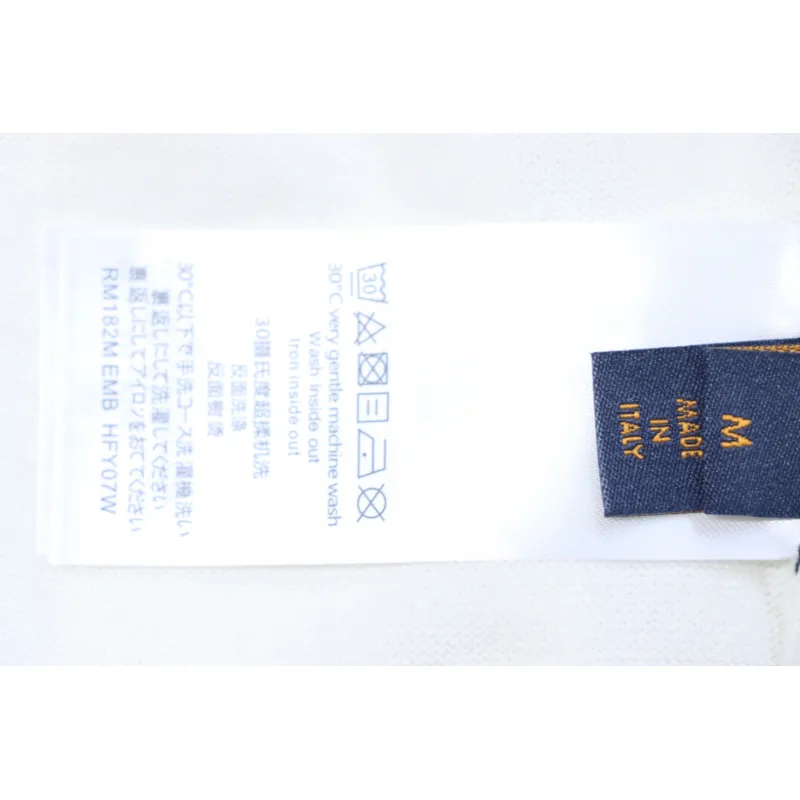 M
MADE
IN
ITALY
30
30°C very gentle machine wash
Wash inside out
Iron inside out
30摄氏度超柔机洗
反面洗涤
反面熨烫
30℃以下で手洗コース洗濯機洗い
裏返しにして洗濯してください
裏返しにしてアイロンをおてください
RM182M EMB HFY07W